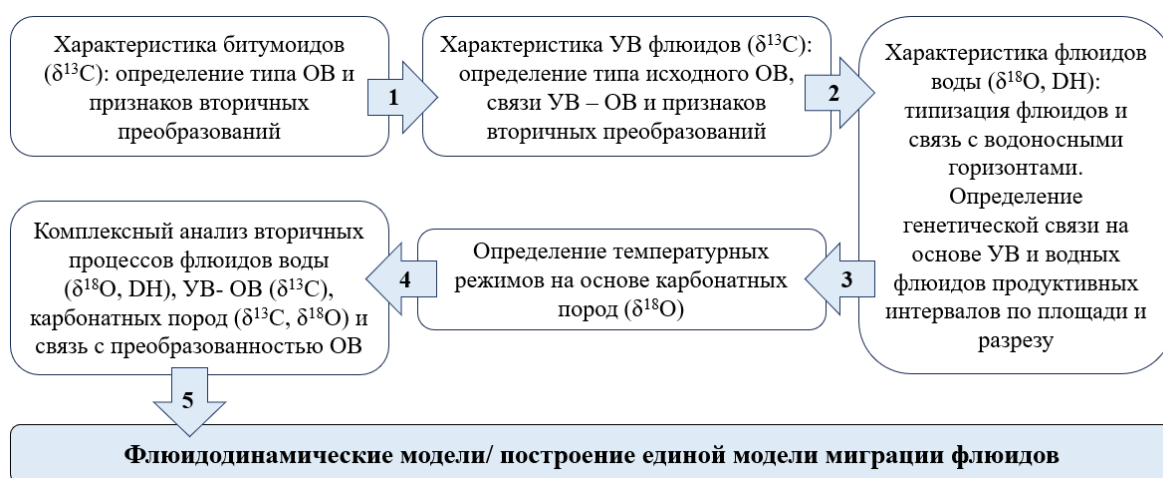 Характеристика битумоидов
(δ¹³C): определение типа ОВ и
признаков вторичных
преобразований
1
Характеристика УВ флюидов (δ¹³C):
определение типа исходного ОВ,
связи УВ – ОВ и признаков
вторичных преобразований
2
Характеристика флюидов
воды (δ¹⁸O, DH):
типизация флюидов и
связь с водоносными
горизонтами.
Определение
генетической связи на
основе УВ и водных
флюидов продуктивных
интервалов по площади и
разрезу
3
Определение температурных
режимов на основе карбонатных
пород (δ¹⁸O)
4
Комплексный анализ вторичных
процессов флюидов воды
(δ¹⁸O, DH), УВ- ОВ (δ¹³C),
карбонатных пород (δ¹³C, δ¹⁸O) и
связь с преобразованностью ОВ
5
Флюидодинамические модели/ построение единой модели миграции флюидов